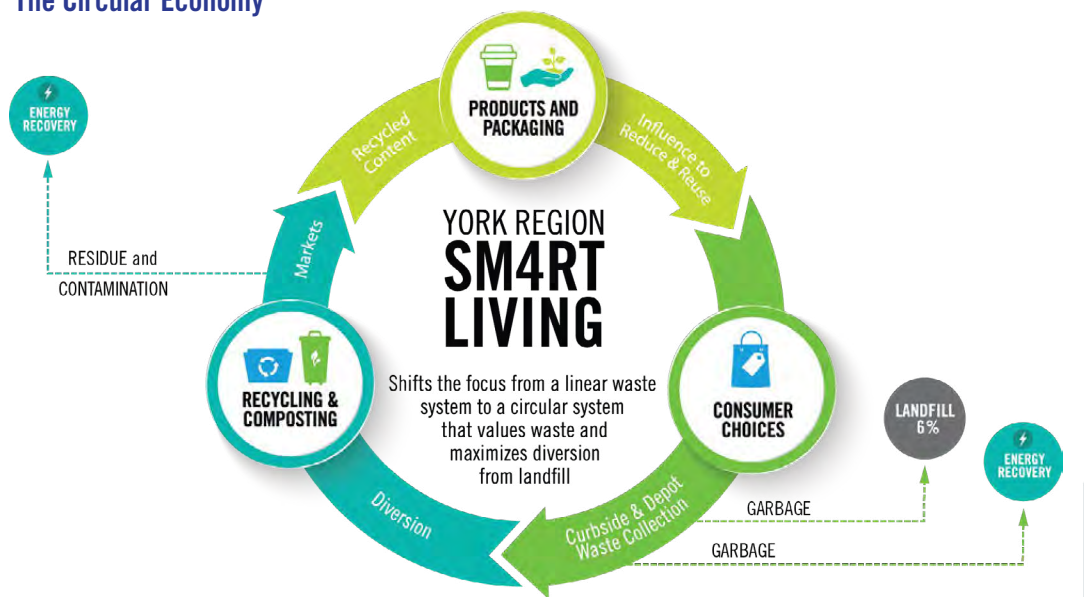 The Circular Economy
ENERGY
RECOVERY
RESIDUE and
CONTAMINATION
PRODUCTS AND
PACKAGING
Recycled
Content
Influence to
Reduce & Reuse
Markets
YORK REGION
SM4RT
LIVING
Shifts the focus from a linear waste
system to a circular system
that values waste and
maximizes diversion
from landfill
RECYCLING &
COMPOSTING
CONSUMER
CHOICES
LANDFILL
6%
ENERGY
RECOVERY
Diversion
Curbside & Depot
Waste Collection
GARBAGE
GARBAGE